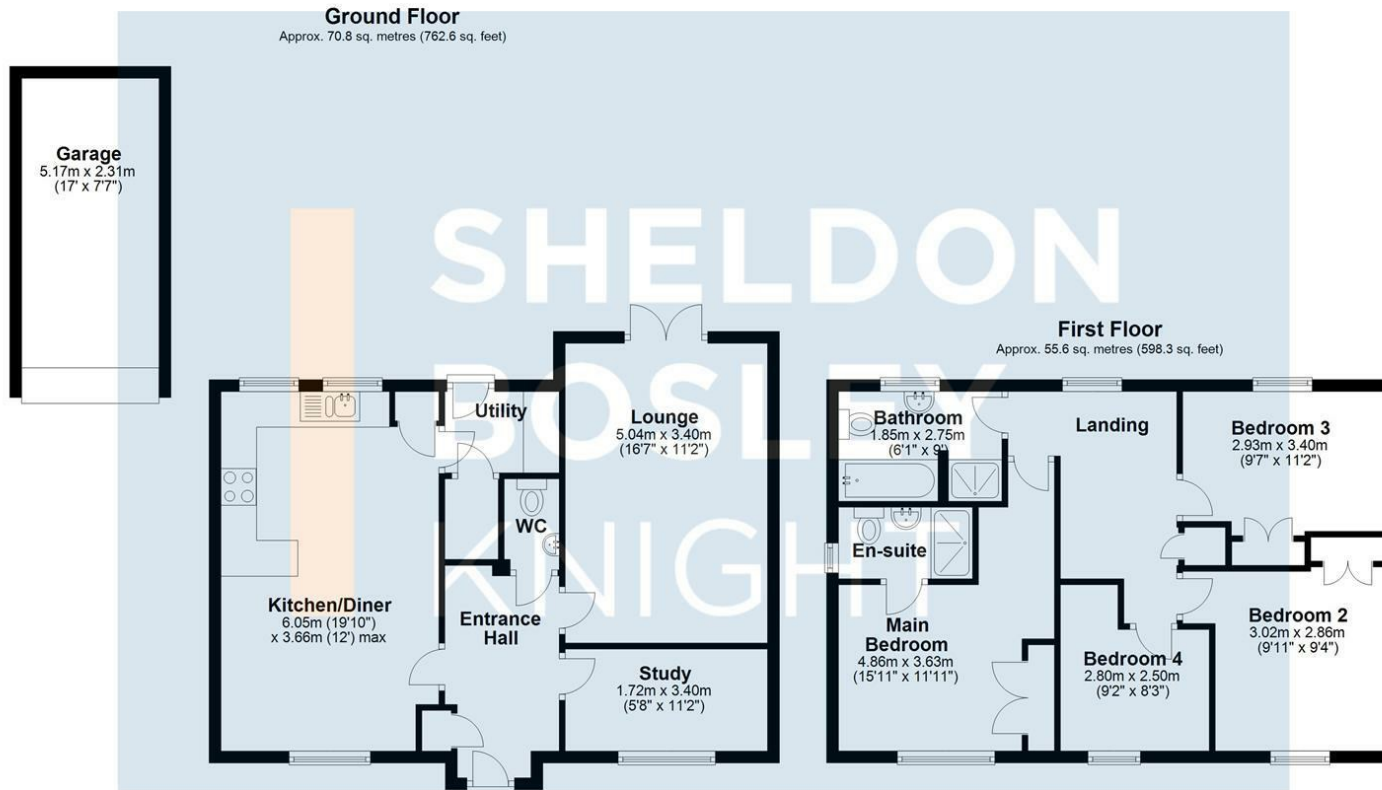 Ground Floor
Approx. 70.8 sq. metres (762.6 sq. feet)
Garage
5.17m x 2.31m
(17' x 7'7")
SHELDON
BOSLEY
KNIGHT
Utility
Lounge
5.04m x 3.40m
(16'7" x 11'2")
WC
Kitchen/Diner
6.05m (19'10")
x 3.66m (12') max
Entrance
Hall
Study
1.72m x 3.40m
(5'8" x 11'2")
First Floor
Approx. 55.6 sq. metres (598.3 sq. feet)
Bathroom
1.85m x 2.75m
(6'1" x 9')
Landing
Bedroom 3
2.93m x 3.40m
(9'7" x 11'2")
En-suite
Main
Bedroom
4.86m x 3.63m
(15'11" x 11'11")
Bedroom 4
2.80m x 2.50m
(9'2" x 8'3")
Bedroom 2
3.02m x 2.86m
(9'11" x 9'4")